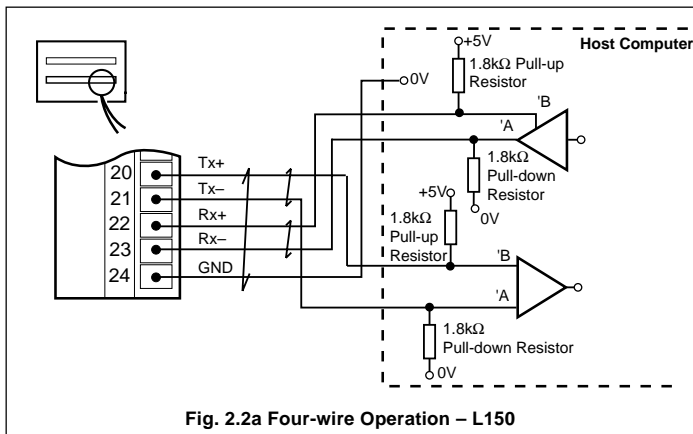 Host Computer
+5V
1.8kΩ Pull-up
Resistor
0V
'B
'A
20 Tx+
21 Tx–
22 Rx+
23 Rx–
24 GND
1.8kΩ
Pull-down
Resistor
0V
+5V
1.8kΩ
Pull-up
Resistor
'B
'A
1.8kΩ
Pull-down Resistor
0V
Fig. 2.2a Four-wire Operation – L150